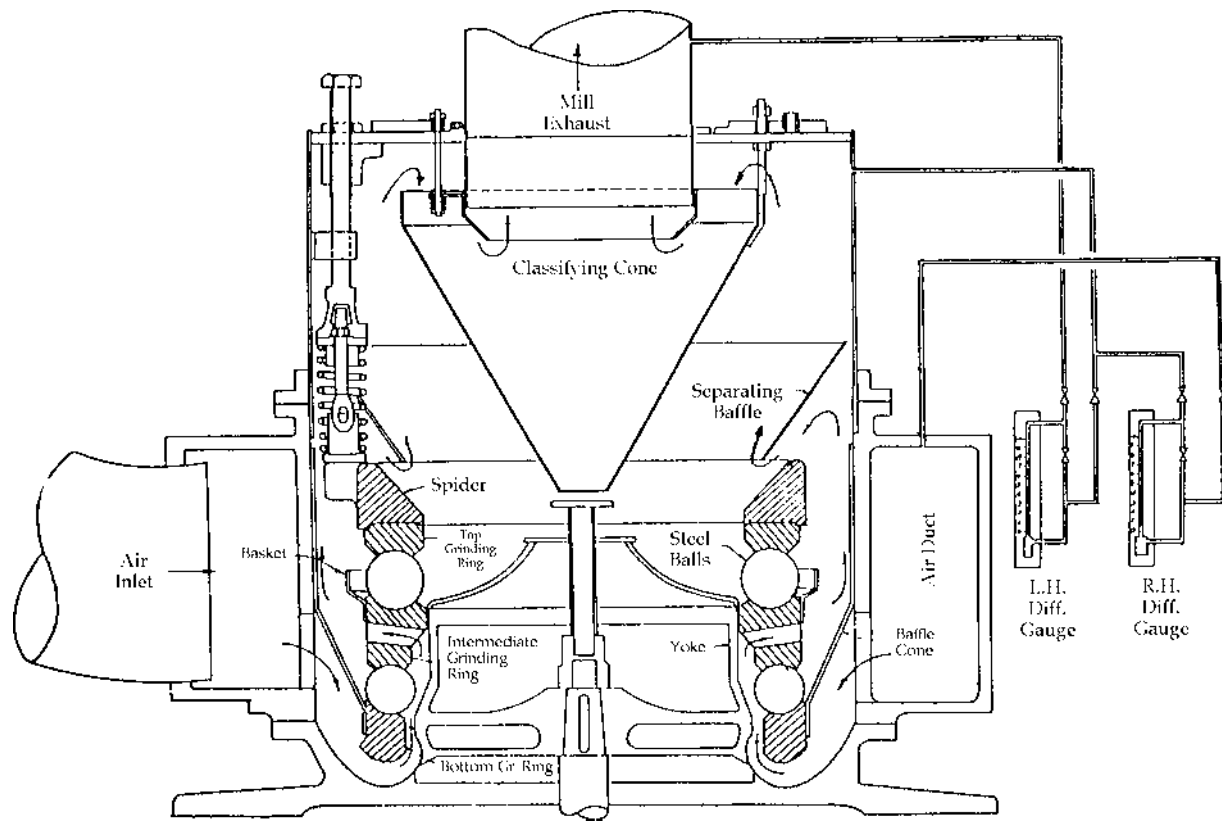 Mill
Exhaust
Classifying Cone
Separating
Baffle
Spider
Top
Grinding
Ring
Steel
Balls
Basket
Air
Inlet
Air Duct
L.H.
Diff.
Gauge
R.H.
Diff.
Gauge
Intermediate
Grinding
Ring
Yoke
Baffle
Cone
Bottom Gr Ring